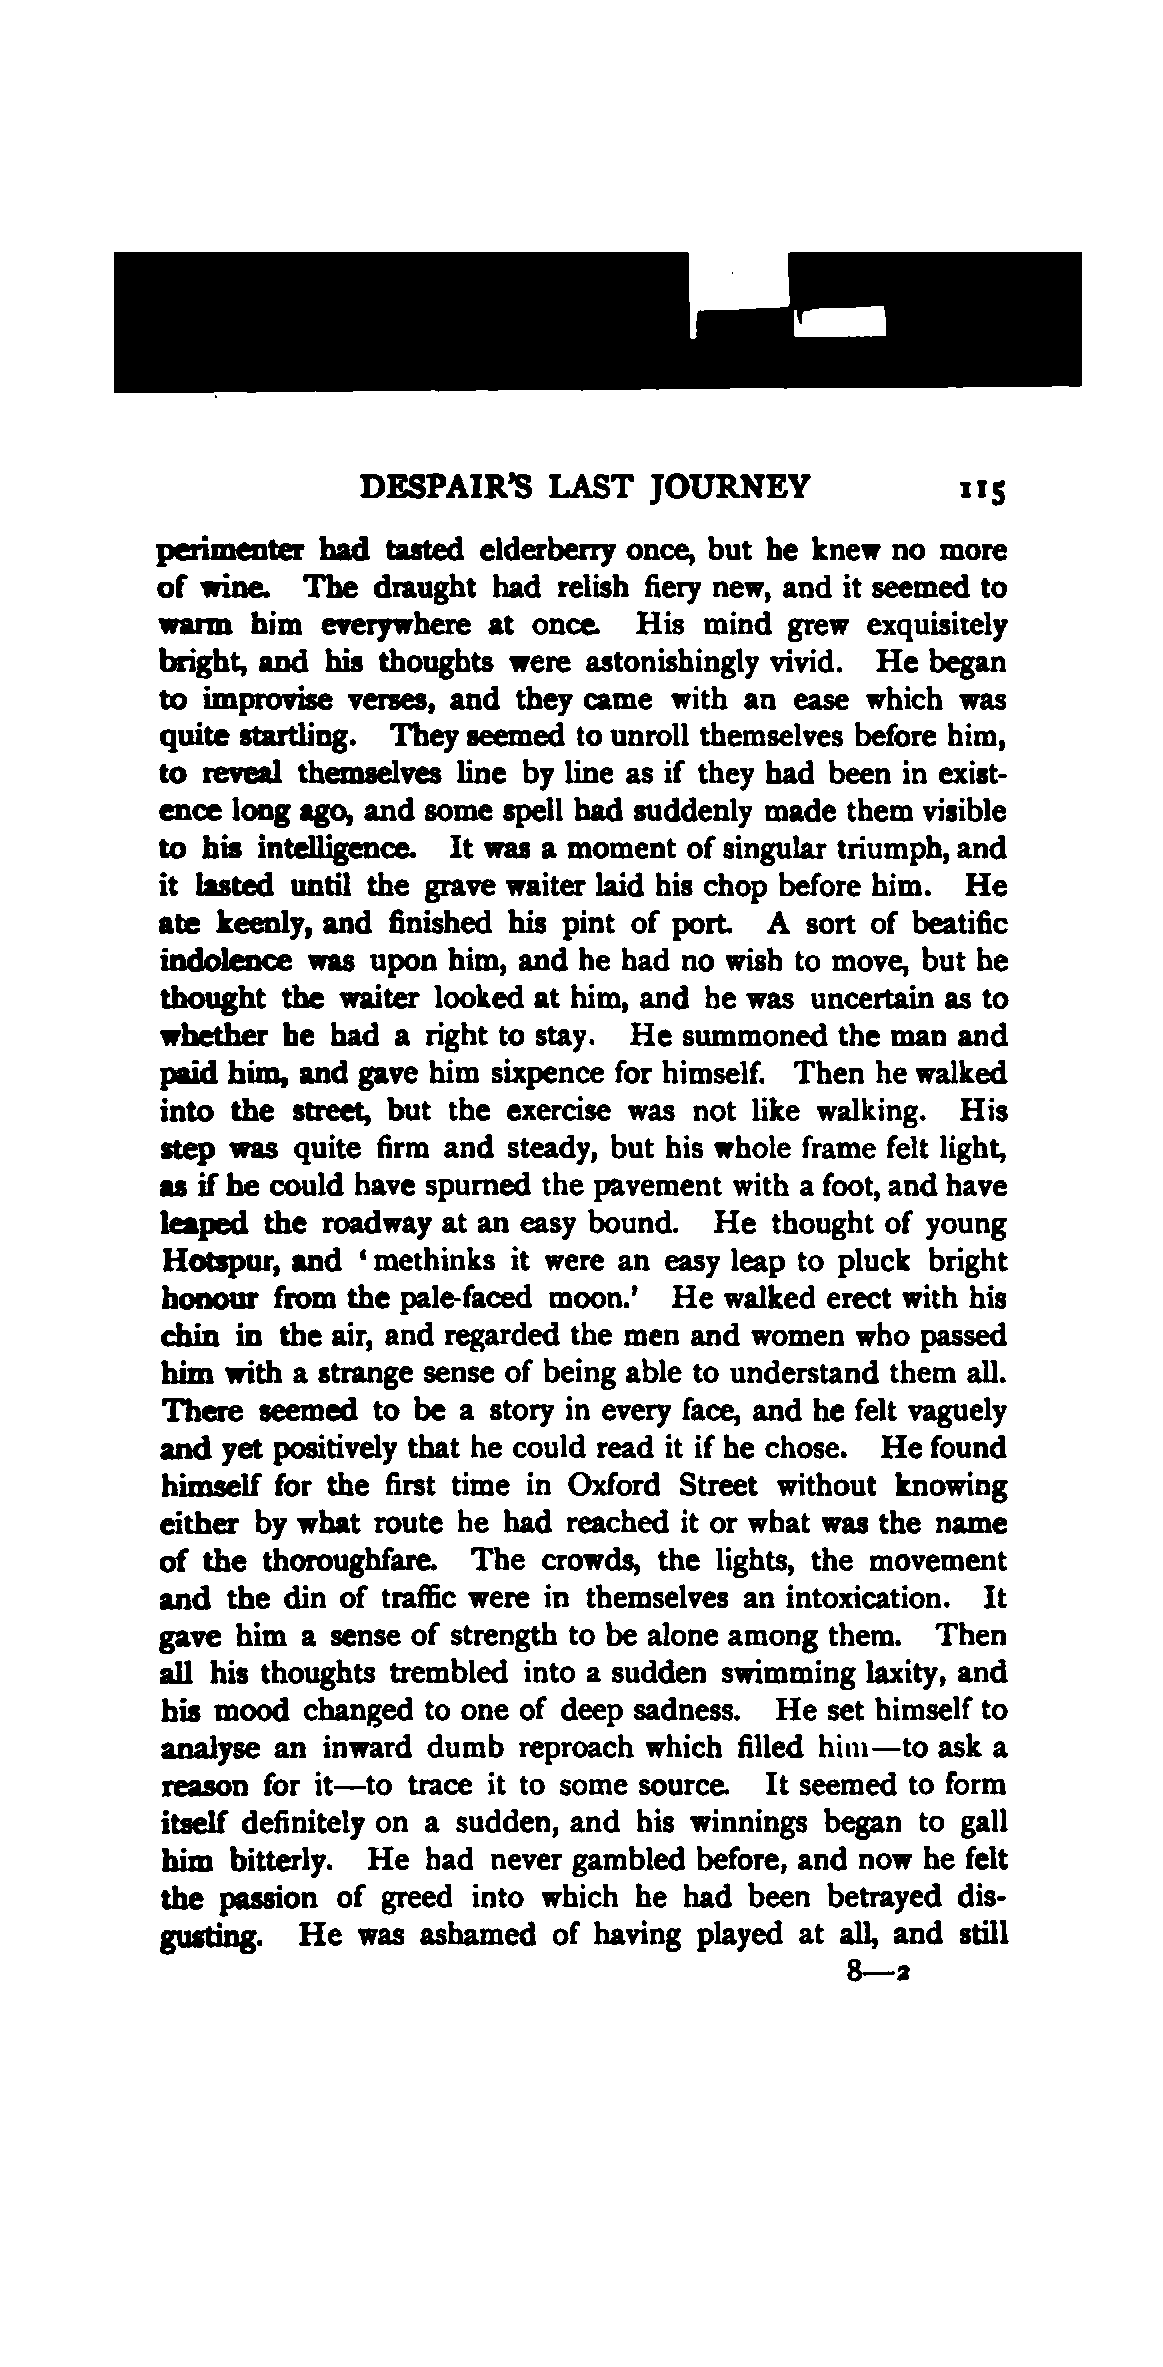 DESPAIR'S LAST JOURNEY 115
perimenter had tasted elderberry once, but he knew no more
of wine. The draught had relish fiery new, and it seemed to
warm him everywhere at once. His mind grew exquisitely
bright, and his thoughts were astonishingly vivid. He began
to improvise verses, and they came with an ease which was
quite startling. They seemed to unroll themselves before him,
to reveal themselves line by line as if they had been in exist-
ence long ago, and some spell had suddenly made them visible
to his intelligence. It was a moment of singular triumph, and
it lasted until the grave waiter laid his chop before him. He
ate keenly, and finished his pint of port. A sort of beatific
indolence was upon him, and he had no wish to move, but he
thought the waiter looked at him, and he was uncertain as to
whether he had a right to stay. He summoned the man and
paid him, and gave him sixpence for himself. Then he walked
into the street, but the exercise was not like walking. His
step was quite firm and steady, but his whole frame felt light,
as if he could have spurned the pavement with a foot, and have
leaped the roadway at an easy bound. He thought of young
Hotspur, and ‘methinks it were an easy leap to pluck bright
honour from the pale-faced moon.’ He walked erect with his
chin in the air, and regarded the men and women who passed
him with a strange sense of being able to understand them all.
There seemed to be a story in every face, and he felt vaguely
and yet positively that he could read it if he chose. He found
himself for the first time in Oxford Street without knowing
either by what route he had reached it or what was the name
of the thoroughfare. The crowds, the lights, the movement
and the din of traffic were in themselves an intoxication. It
gave him a sense of strength to be alone among them. Then
all his thoughts trembled into a sudden swimming laxity, and
his mood changed to one of deep sadness. He set himself to
analyse an inward dumb reproach which filled him—to ask a
reason for it—to trace it to some source. It seemed to form
itself definitely on a sudden, and his winnings began to gall
him bitterly. He had never gambled before, and now he felt
the passion of greed into which he had been betrayed dis-
gusting. He was ashamed of having played at all, and still
8—2